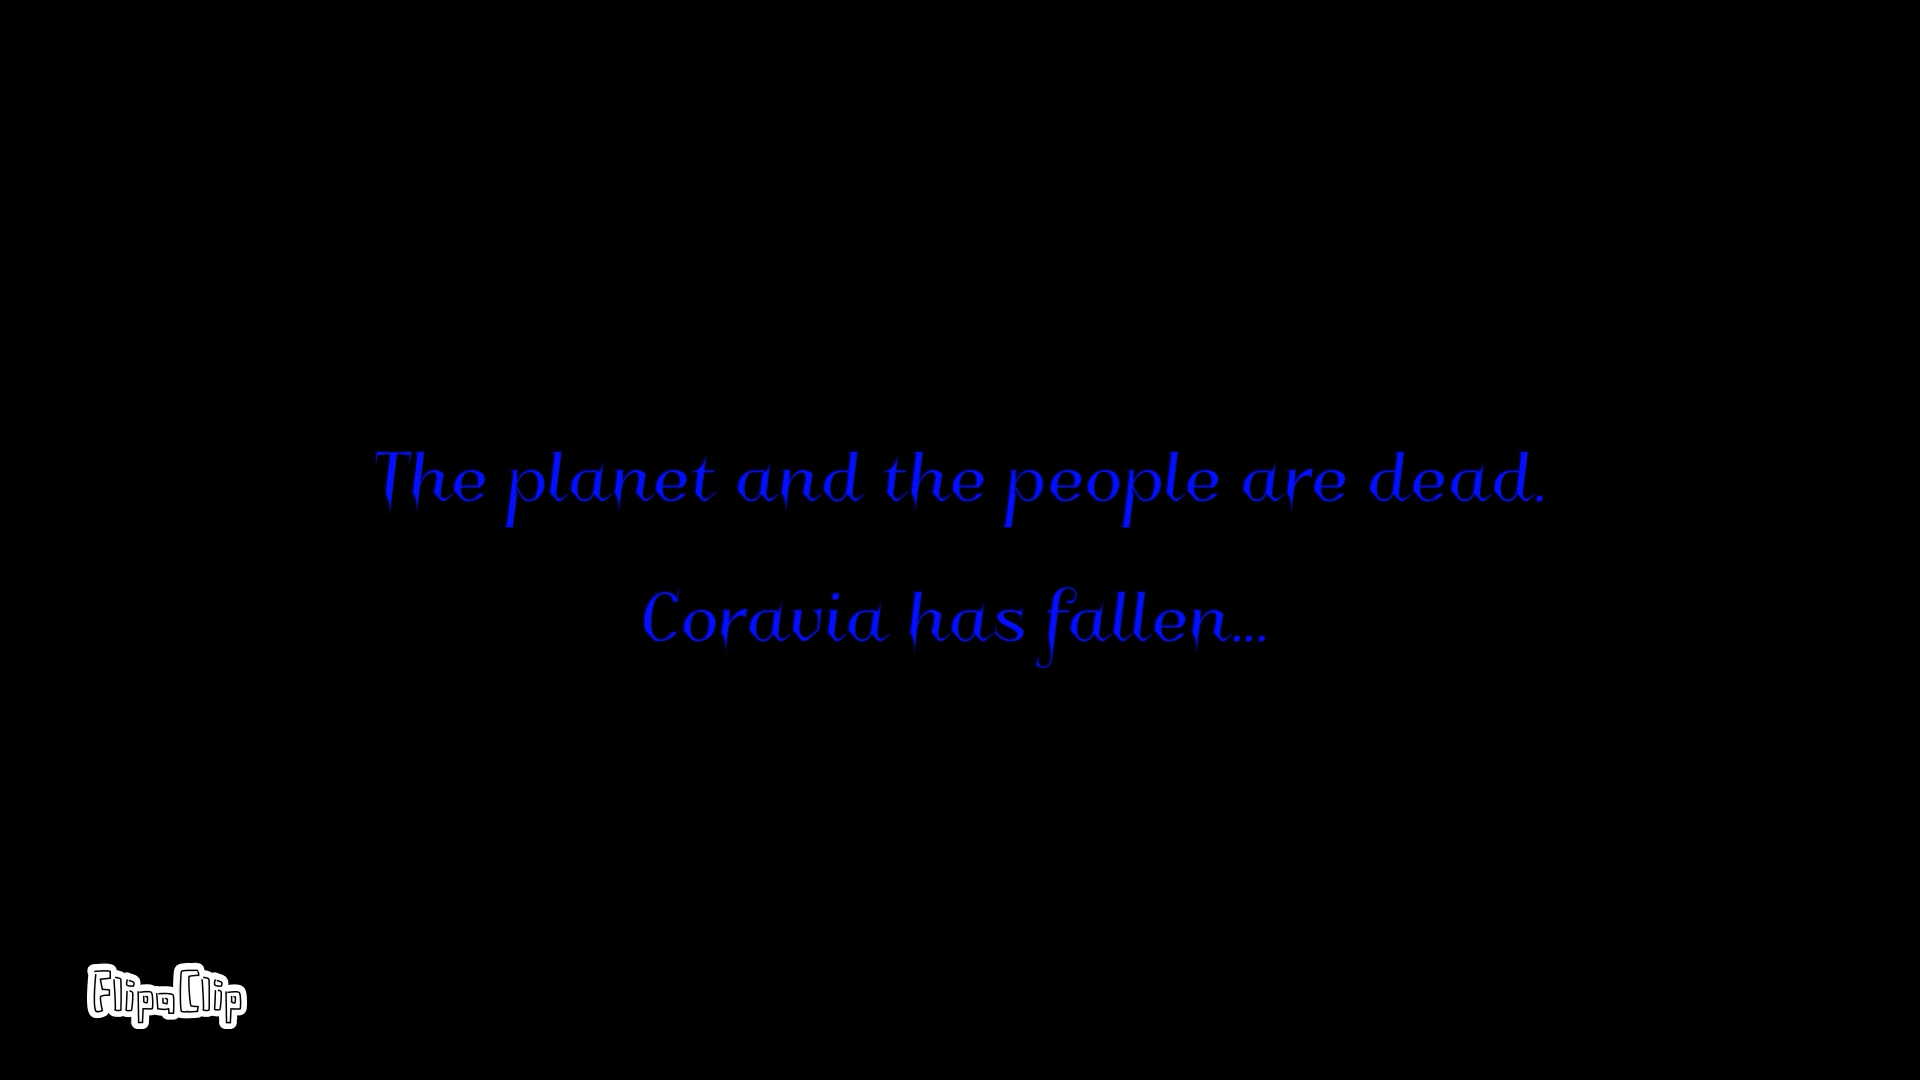 The planet and the people are dead.
Coravia has fallen...
FlipaClip